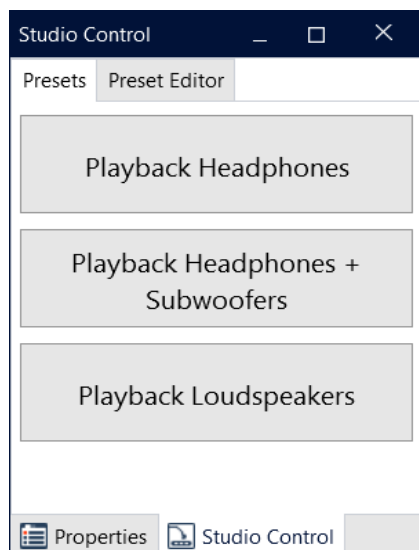 Studio Control
Presets Preset Editor
Playback Headphones
Playback Headphones +
Subwoofers
Playback Loudspeakers
Properties Studio Control